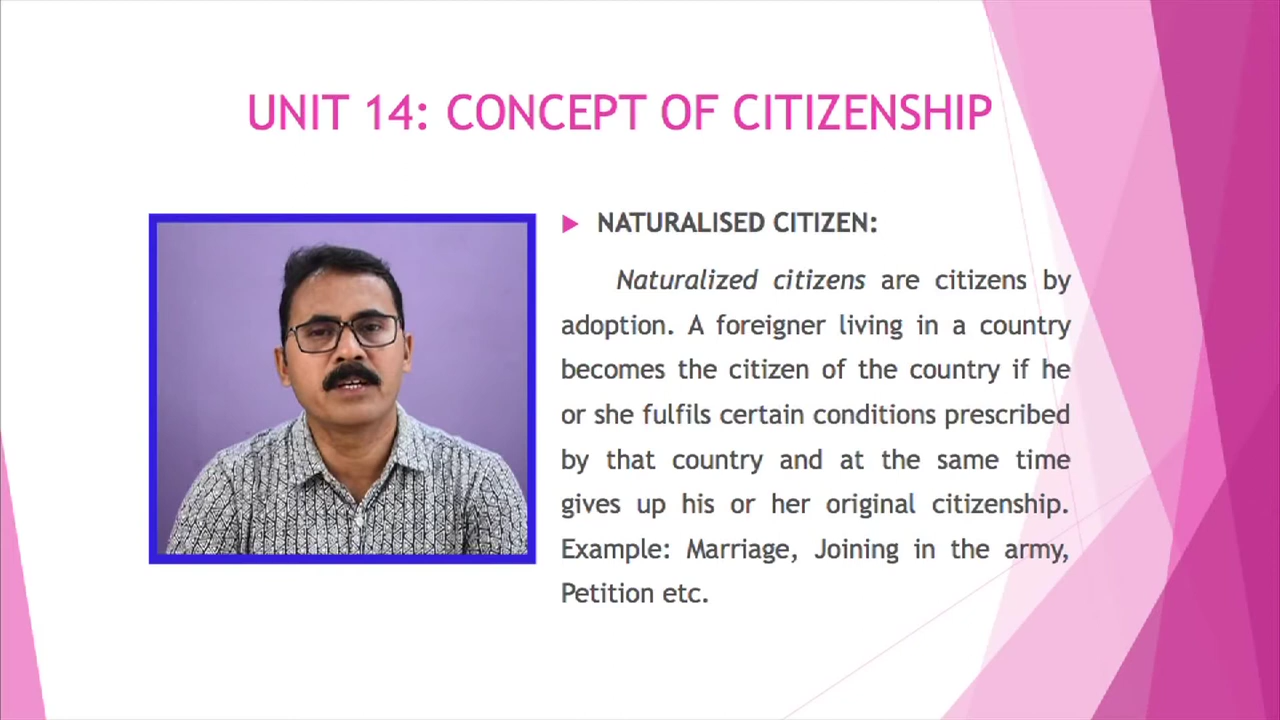 UNIT 14: CONCEPT OF CITIZENSHIP
NATURALISED CITIZEN:
Naturalized citizens are citizens by
adoption. A foreigner living in a country
becomes the citizen of the country if he
or she fulfils certain conditions prescribed
by that country and at the same time
gives up his or her original citizenship.
Example: Marriage, Joining in the army,
Petition etc.